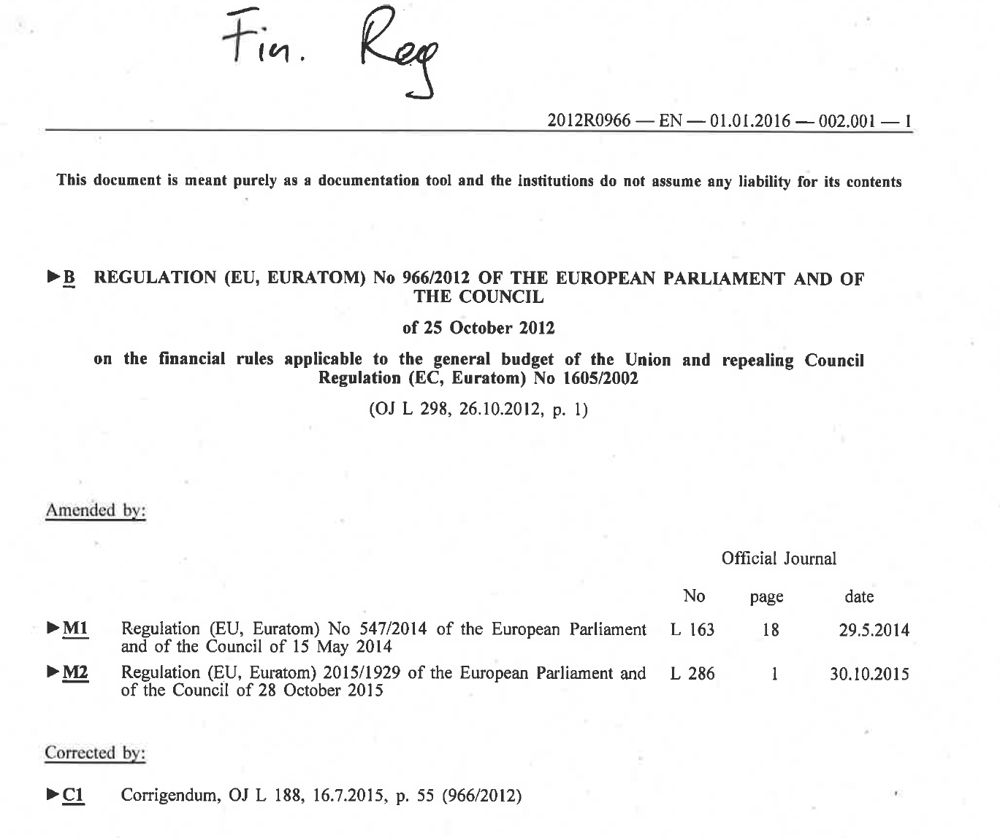 Fin. Reg
2012R0966 — EN — 01.01.2016 — 002.001 — 1
This document is meant purely as a documentation tool and the institutions do not assume any liability for its contents
►B REGULATION (EU, EURATOM) No 966/2012 OF THE EUROPEAN PARLIAMENT AND OF
THE COUNCIL
of 25 October 2012
on the financial rules applicable to the general budget of the Union and repealing Council
Regulation (EC, Euratom) No 1605/2002
(OJ L 298, 26.10.2012, p. 1)
Amended by:
Official Journal
No page date
►M1 Regulation (EU, Euratom) No 547/2014 of the European Parliament L 163 18 29.5.2014
and of the Council of 15 May 2014
►M2 Regulation (EU, Euratom) 2015/1929 of the European Parliament and L 286 1 30.10.2015
of the Council of 28 October 2015
Corrected by:
►C1 Corrigendum, OJ L 188, 16.7.2015, p. 55 (966/2012)